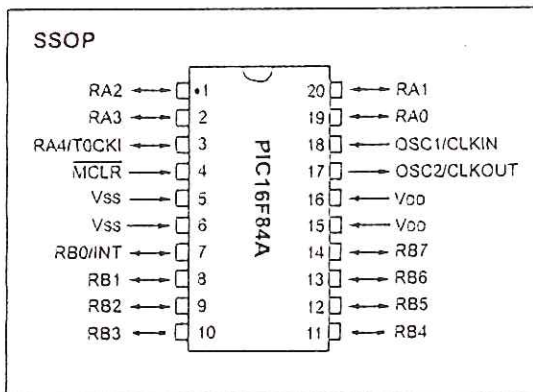 SSOP
RA2 •1 20 RA1
RA3 2 19 RA0
RA4/T0CKI 3 18 OSC1/CLKIN
MCLR 4 17 OSC2/CLKOUT
Vss 5 16 VDD
Vss 6 15 VDD
RB0/INT 7 14 RB7
RB1 8 13 RB6
RB2 9 12 RB5
RB3 10 11 RB4
PIC16F84A